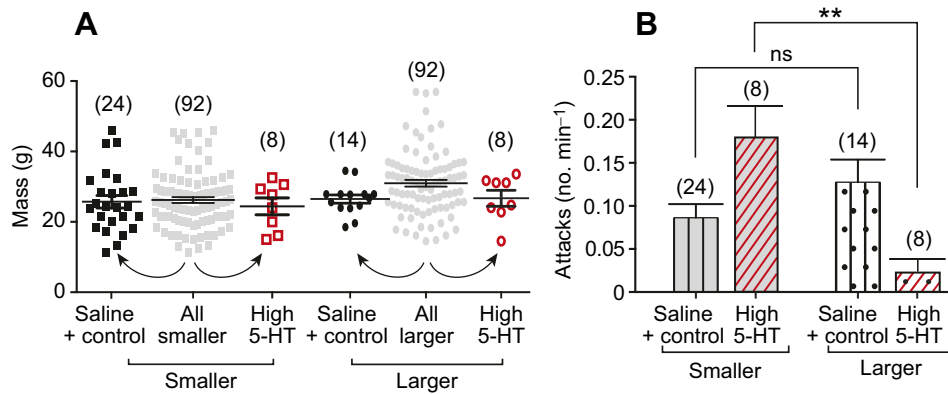 A
Mass (g)
60
40
20
0
(24)
(92)
(8)
(14)
(92)
(8)
Saline + control
All smaller
High 5-HT
Saline + control
All larger
High 5-HT
Smaller
Larger
B
**
ns
Attacks (no. min−1)
0.25
0.20
0.15
0.10
0.05
0
(24)
(8)
(14)
(8)
Saline + control
High 5-HT
Saline + control
High 5-HT
Smaller
Larger